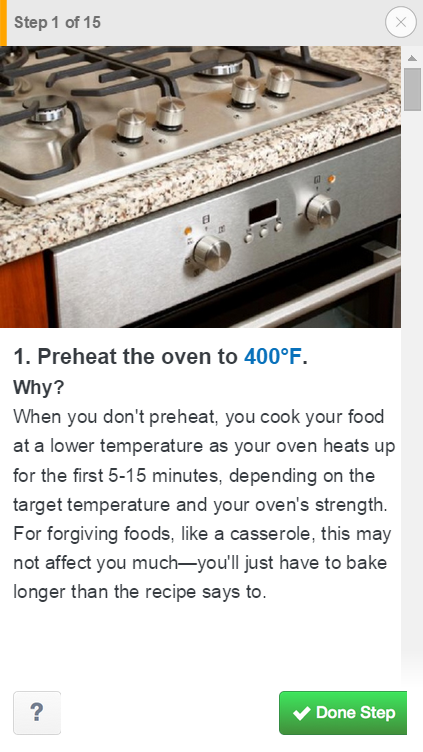 Step 1 of 15
1. Preheat the oven to 400°F.
Why?
When you don't preheat, you cook your food
at a lower temperature as your oven heats up
for the first 5-15 minutes, depending on the
target temperature and your oven's strength.
For forgiving foods, like a casserole, this may
not affect you much—you'll just have to bake
longer than the recipe says to.
?
Done Step